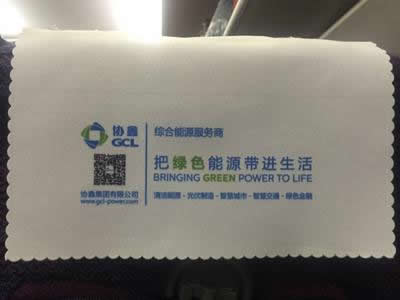 协鑫
GCL
综合能源服务商
把绿色能源带进生活
BRINGING GREEN POWER TO LIFE
协鑫集团有限公司
www.gcl-power.com
清洁能源·光伏制造·智慧城市·智慧交通·绿色金融